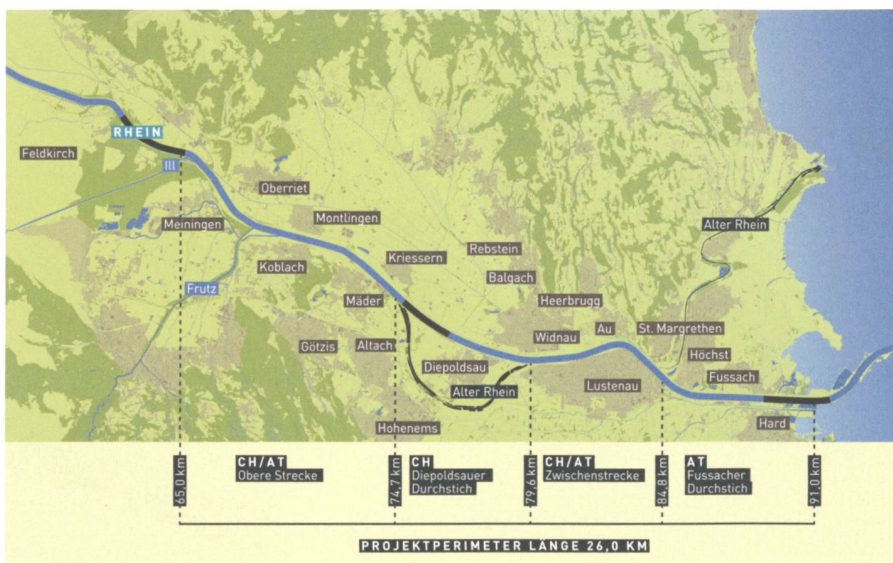 RHEIN
Feldkirch
Ill
Oberriet
Meiningen
Montlingen
Alter Rhein
Koblach
Kriessern
Rebstein
Balgach
Frutz
Mäder
Heerbrugg
Götzis
Altach
Widnau
Au
St. Margrethen
Höchst
Diepoldsau
Fussach
Alter Rhein
Lustenau
Hohenems
Hard
65,0 km
CH/AT
Obere Strecke
74,7 km
CH
Diepoldsauer
Durchstich
79,6 km
CH/AT
Zwischenstrecke
84,8 km
AT
Fussacher
Durchstich
91,0 km
PROJEKTPERIMETER LÄNGE 26,0 KM